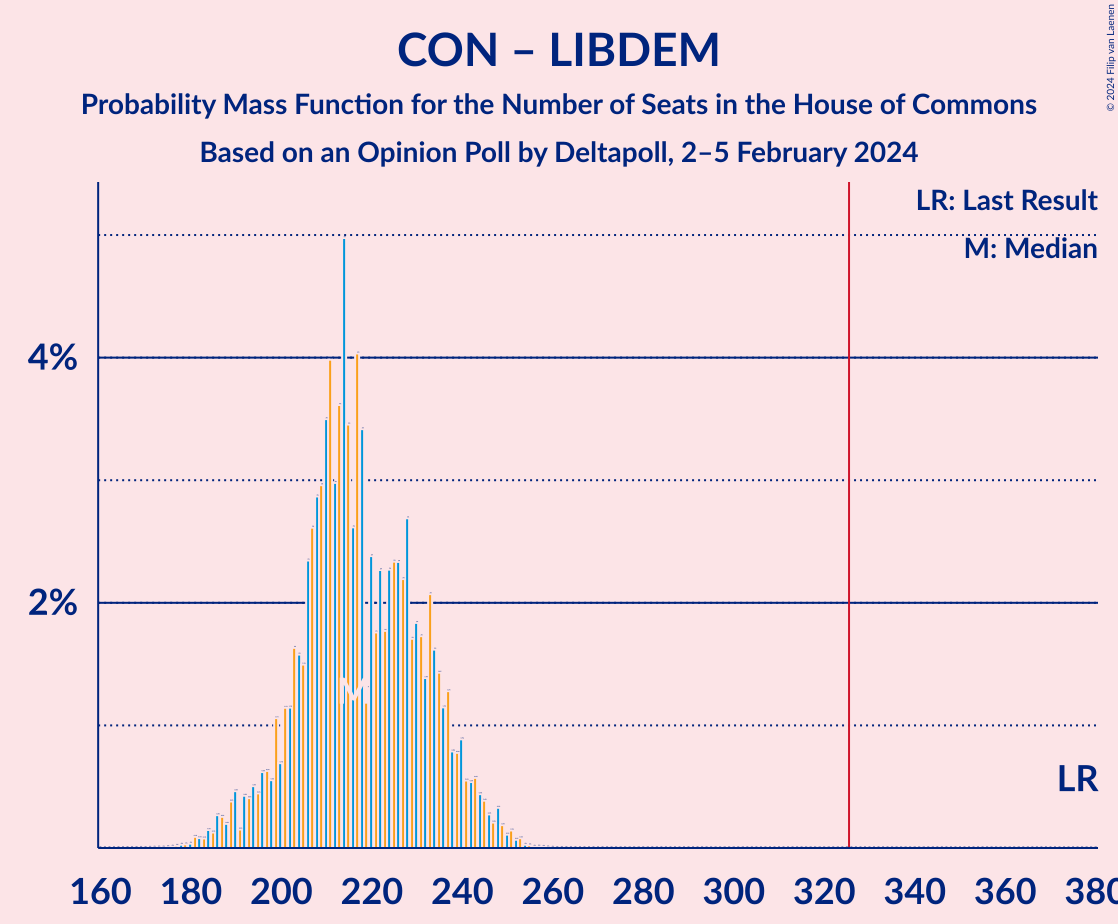 CON – LIBDEM
Probability Mass Function for the Number of Seats in the House of Commons
Based on an Opinion Poll by Deltapoll, 2–5 February 2024
© 2024 Filip van Laenen
LR: Last Result
M: Median
4%
2%
M
LR
160 180 200 220 240 260 280 300 320 340 360 380